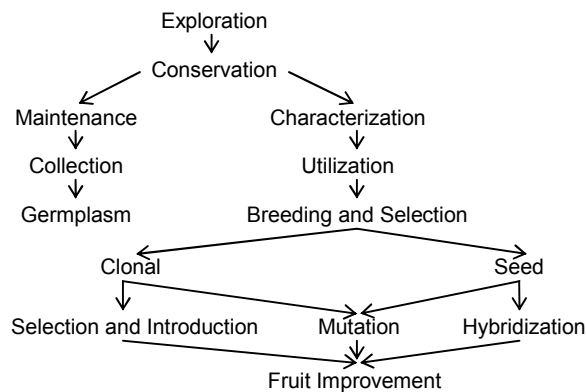 Exploration
Conservation
Maintenance Characterization
Collection Utilization
Germplasm Breeding and Selection
Clonal Seed
Selection and Introduction Mutation Hybridization
Fruit Improvement